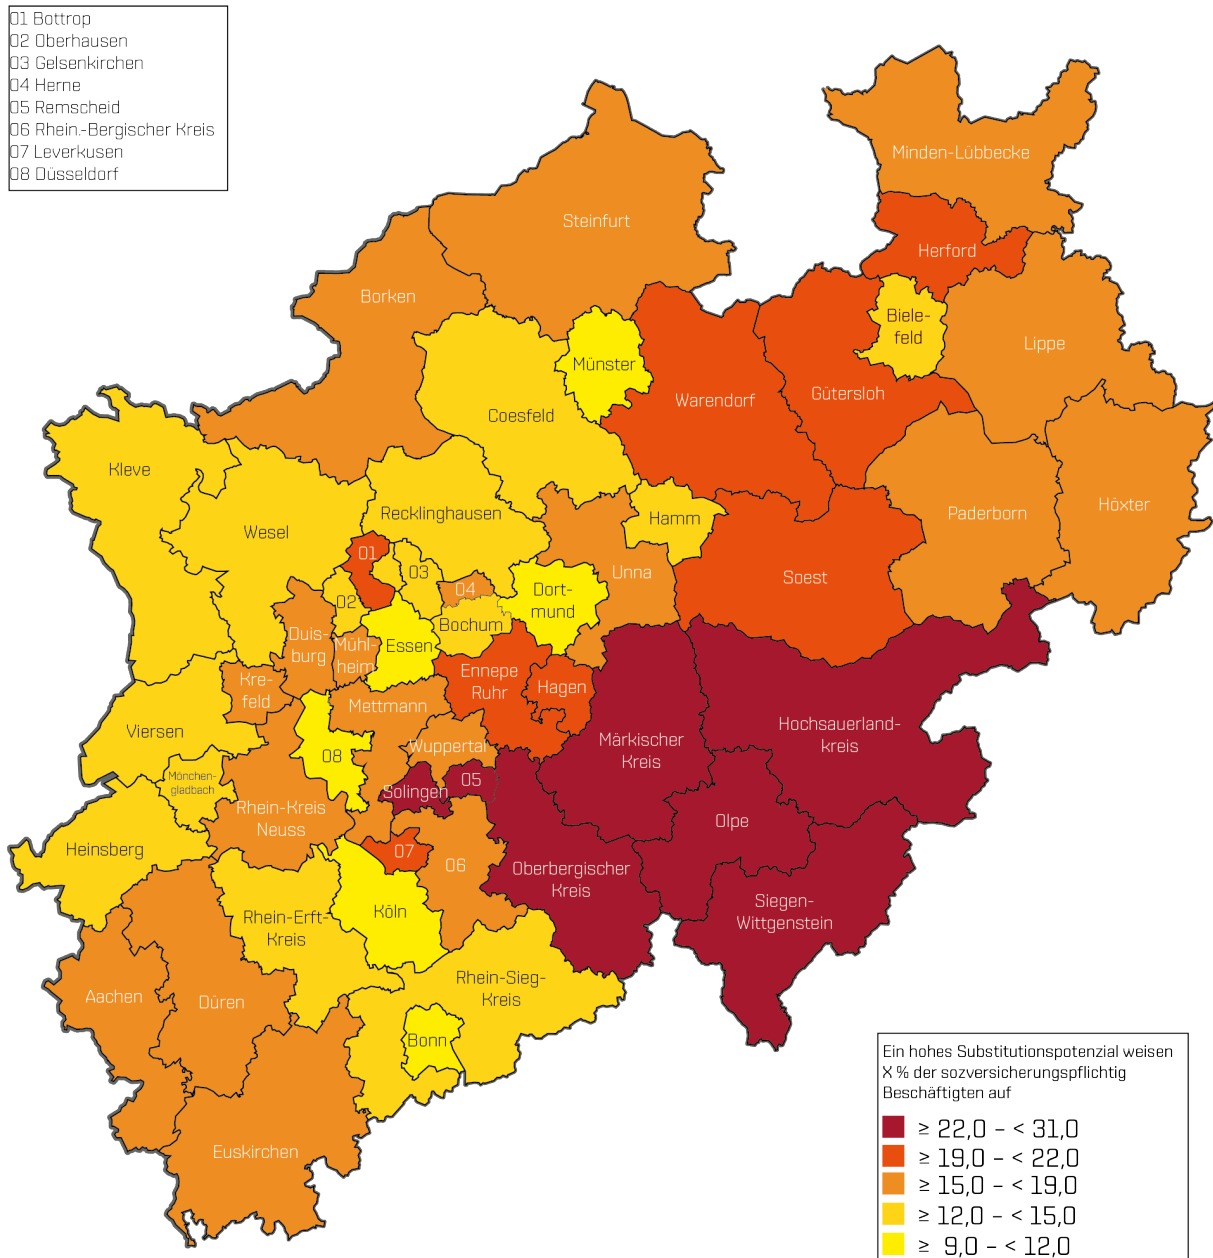 01 Bottrop
02 Oberhausen
03 Gelsenkirchen
04 Herne
05 Remscheid
06 Rhein.-Bergischer Kreis
07 Leverkusen
08 Düsseldorf
Minden-Lübbecke
Steinfurt
Herford
Borken
Biele-
feld
Lippe
Münster
Warendorf
Gütersloh
Coesfeld
Kleve
Wesel
Recklinghausen
Hamm
Paderborn
Höxter
01
03
Unna
Soest
02
04
Dort-
mund
Bochum
Duis-
burg
Mühl-
heim
Essen
Ennepe
Ruhr
Hagen
Kre-
feld
Mettmann
Viersen
08
Wuppertal
Märkischer
Kreis
Hochsauerland-
kreis
Mönchen-
gladbach
Solingen
05
Rhein-Kreis
Neuss
Olpe
Heinsberg
07
06
Oberbergischer
Kreis
Siegen-
Wittgenstein
Rhein-Erft-
Kreis
Köln
Rhein-Sieg-
Kreis
Aachen
Düren
Bonn
Euskirchen
Ein hohes Substitutionspotenzial weisen
X % der sozversicherungspflichtig
Beschäftigten auf
≥ 22,0 – < 31,0
≥ 19,0 – < 22,0
≥ 15,0 – < 19,0
≥ 12,0 – < 15,0
≥ 9,0 – < 12,0